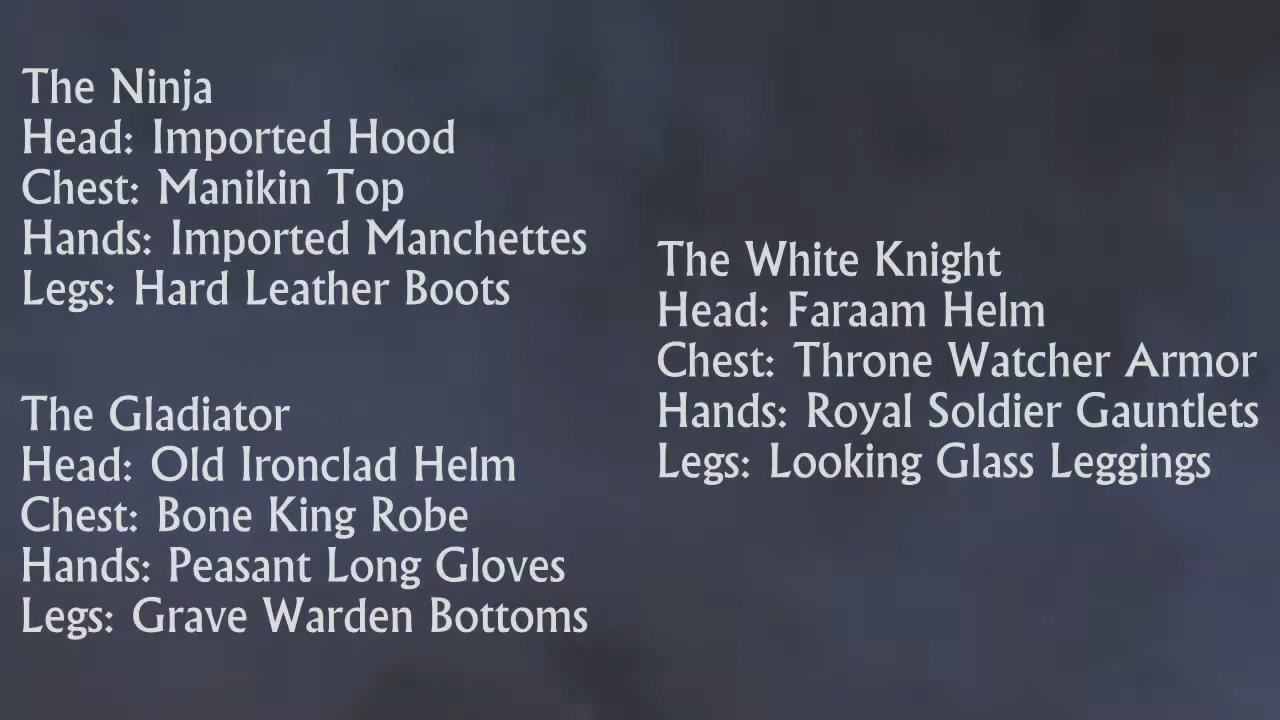 The Ninja
Head: Imported Hood
Chest: Manikin Top
Hands: Imported Manchettes
Legs: Hard Leather Boots
The Gladiator
Head: Old Ironclad Helm
Chest: Bone King Robe
Hands: Peasant Long Gloves
Legs: Grave Warden Bottoms
The White Knight
Head: Faraam Helm
Chest: Throne Watcher Armor
Hands: Royal Soldier Gauntlets
Legs: Looking Glass Leggings